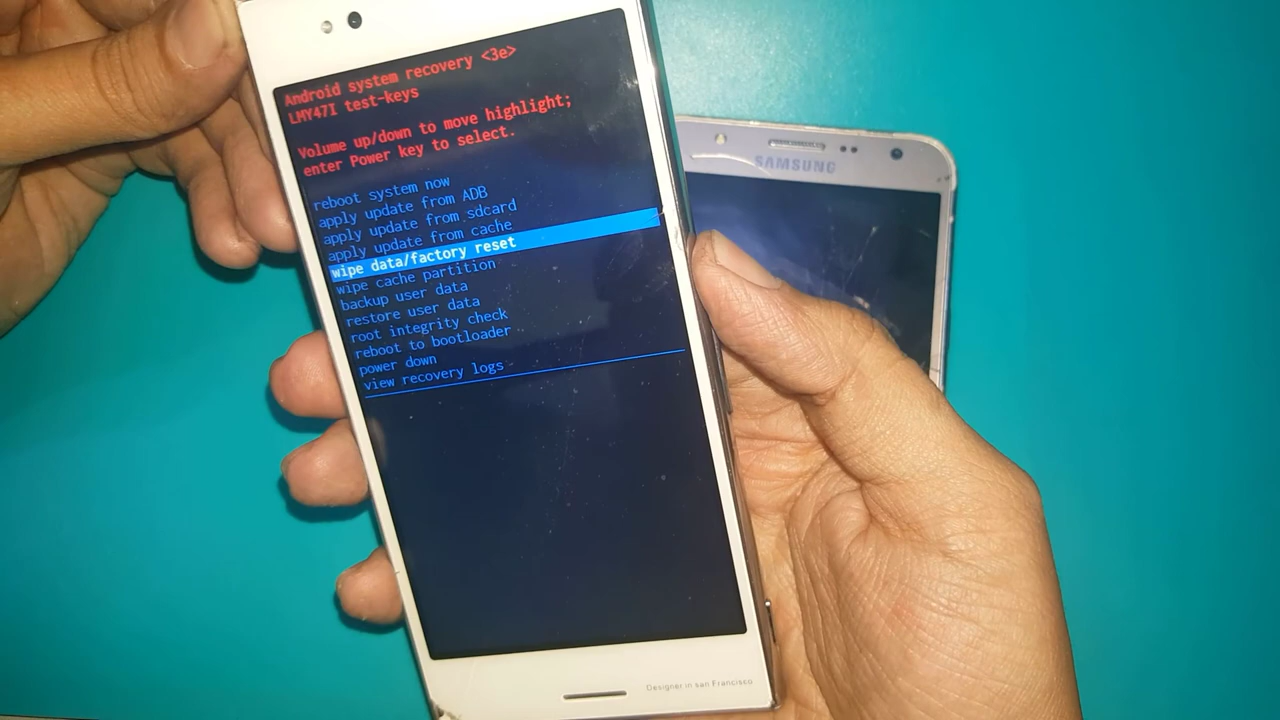 Android system recovery <3e>
LMY47I test-keys
Volume up/down to move highlight;
enter Power key to select.
reboot system now
apply update from ADB
apply update from sdcard
apply update from cache
wipe data/factory reset
wipe cache partition
backup user data
restore user data
root integrity check
reboot to bootloader
power down
view recovery logs
SAMSUNG
Designer in san Francisco